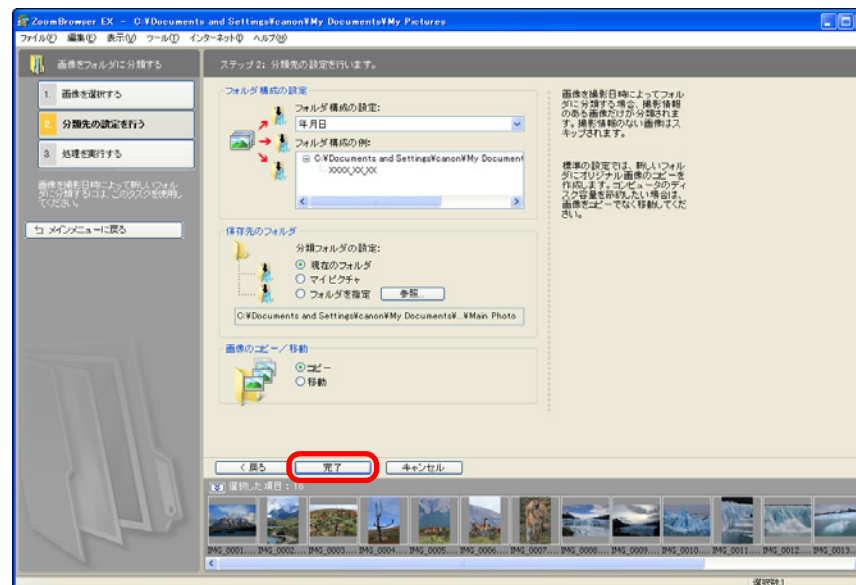 ZoomBrowser EX - C:¥Documents and Settings¥canon¥My Documents¥My Pictures
ファイル(F) 編集(E) 表示(V) ツール(T) インターネット(I) ヘルプ(H)
画像をフォルダに分類する
ステップ2: 分類先の設定を行います。
1. 画像を選択する
2. 分類先の設定を行う
3. 処理を実行する
画像を撮影日時によって新しいフォル
ダに分類するには、このタスクを使用し
てください。
メインメニューに戻る
フォルダ構成の設定
フォルダ構成の設定:
年月日
フォルダ構成の例:
C:¥Documents and Settings¥canon¥My Document
XXXX_XX_XX
保存先のフォルダ
分類フォルダの設定:
現在のフォルダ
マイピクチャ
フォルダを指定 参照...
C:¥Documents and Settings¥canon¥My Documents¥...¥Main Photo
画像のコピー/移動
コピー
移動
画像を撮影日時によってフォル
ダに分類する場合、撮影情報
のある画像だけが分類されま
す。撮影情報のない画像はス
キップされます。
標準の設定では、新しいフォル
ダにオリジナル画像のコピーを
作成します。コンピュータのディ
スク容量を節約したい場合は、
画像をコピーでなく移動してくだ
さい。
< 戻る 完了 キャンセル
選択した項目: 16
IMG_0001.... IMG_0002.... IMG_0003.... IMG_0004.... IMG_0005.... IMG_0006.... IMG_0007.... IMG_0008.... IMG_0009.... IMG_0010.... IMG_0011.... IMG_0012.... IMG_0013...
選択数:1